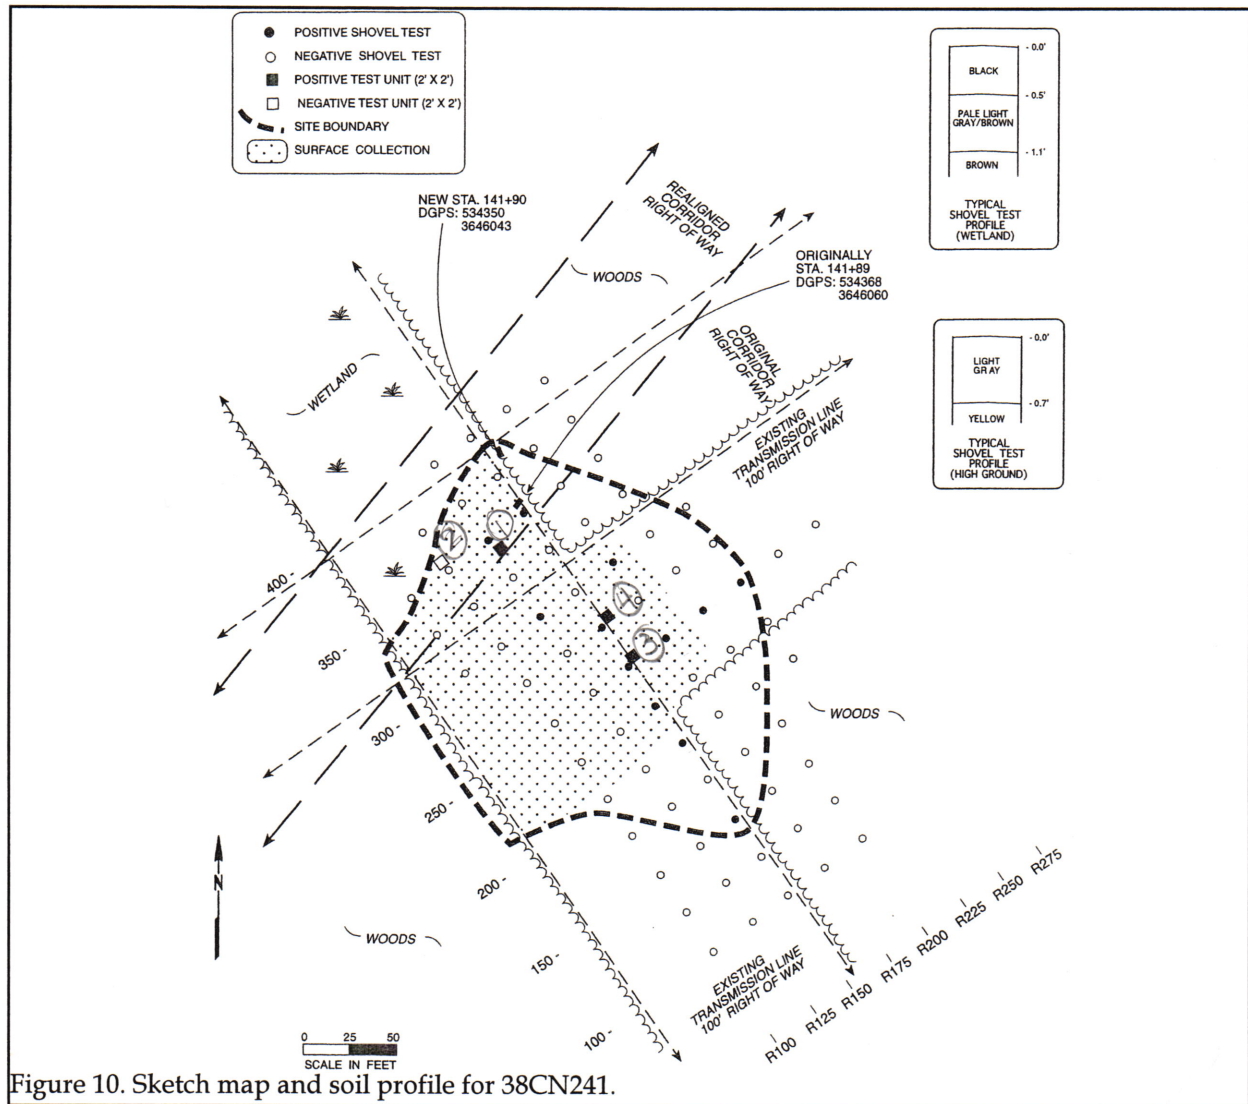 POSITIVE SHOVEL TEST
NEGATIVE SHOVEL TEST
POSITIVE TEST UNIT (2' X 2')
NEGATIVE TEST UNIT (2' X 2')
SITE BOUNDARY
SURFACE COLLECTION
- 0.0'
BLACK
- 0.5'
PALE LIGHT
GRAY/BROWN
- 1.1'
BROWN
TYPICAL
SHOVEL TEST
PROFILE
(WETLAND)
NEW STA. 141+90
DGPS: 534350
3646043
REALIGNED
CORRIDOR
RIGHT OF WAY
WOODS
ORIGINALLY
STA. 141+89
DGPS: 534368
3646060
- 0.0'
LIGHT
GRAY
- 0.7'
YELLOW
TYPICAL
SHOVEL TEST
PROFILE
(HIGH GROUND)
ORIGINAL
CORRIDOR
RIGHT OF WAY
WETLAND
EXISTING
TRANSMISSION LINE
100' RIGHT OF WAY
2
1
4
3
400 -
350 -
300 -
250 -
200 -
150 -
100 -
WOODS
N
WOODS
EXISTING
TRANSMISSION LINE
100' RIGHT OF WAY
R100
R125
R150
R175
R200
R225
R250
R275
0 25 50
SCALE IN FEET
Figure 10. Sketch map and soil profile for 38CN241.